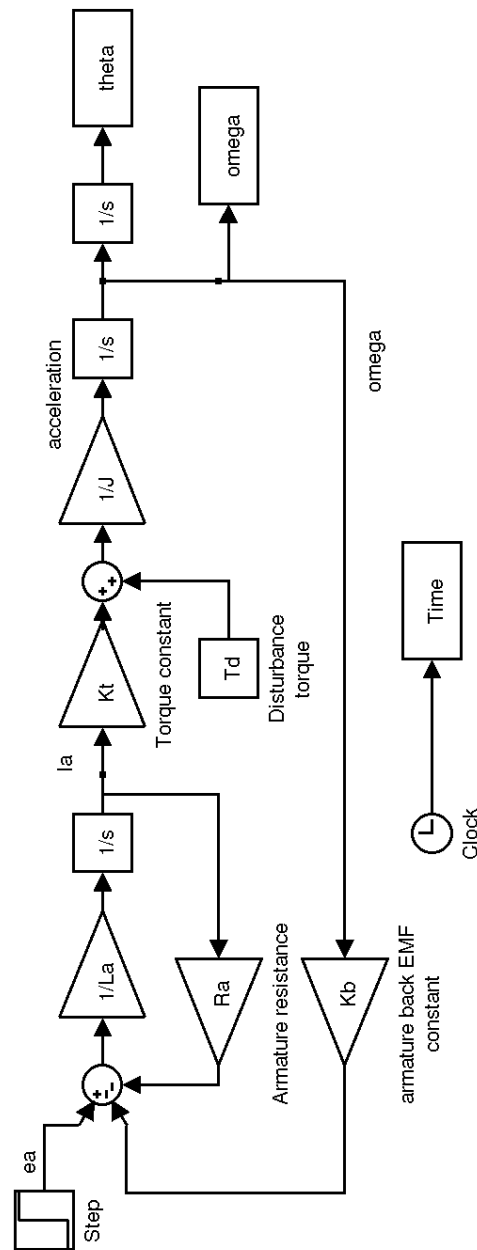 ea
Step
+
-
-
1/La
1/s
Ia
Kt
Torque constant
+
+
1/J
acceleration
1/s
1/s
theta
omega
Td
Disturbance
torque
Ra
Armature resistance
omega
Kb
armature back EMF
constant
Clock
Time